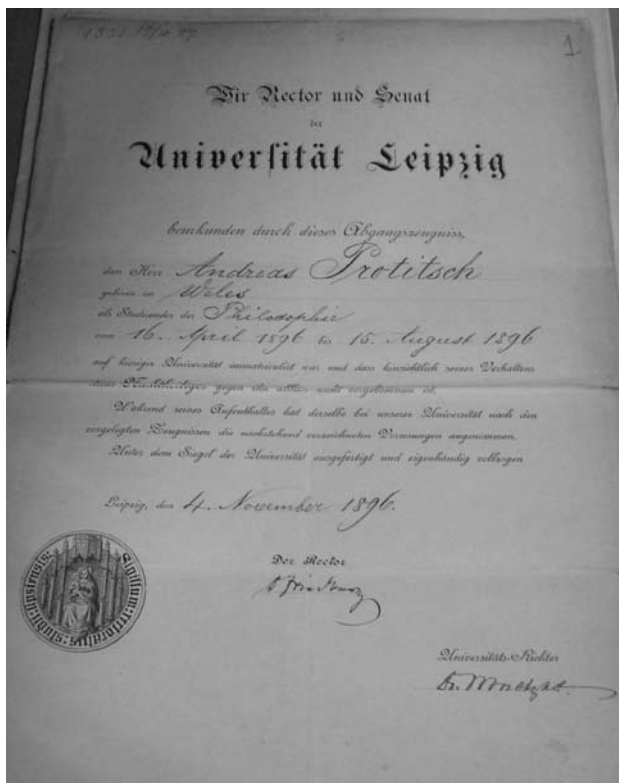 1
Wir Rector und Senat
der
Universität Leipzig
beurkunden durch dieses Abgangszeugniss,
dass Herr Andreas Protitsch
geboren zu Weles
als Studirender der Philosophie
vom 16. April 1896 bis 15. August 1896
auf hiesiger Universität immatriculirt war und dass hinsichtlich seines Verhaltens
etwas gegen ihn allhier nicht vorgekommen ist.
Während seines Aufenthaltes hat derselbe bei unserer Universität nach den
vorgelegten Zeugnissen die nachstehend verzeichneten Vorlesungen angenommen.
Unter dem Siegel der Universität ausgefertigt und eigenhändig vollzogen
Leipzig, den 4. November 1896.
Der Rector
Universitäts-Richter
Dr.